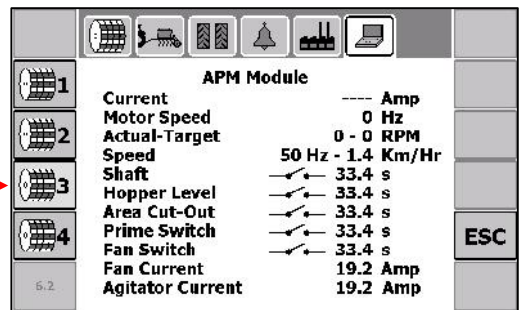 APM Module
1
Current ---- Amp
Motor Speed 0 Hz
2
Actual-Target 0 - 0 RPM
Speed 50 Hz - 1.4 Km/Hr
Shaft 33.4 s
3
Hopper Level 33.4 s
Area Cut-Out 33.4 s
4
Prime Switch 33.4 s
ESC
Fan Switch 33.4 s
Fan Current 19.2 Amp
6.2
Agitator Current 19.2 Amp